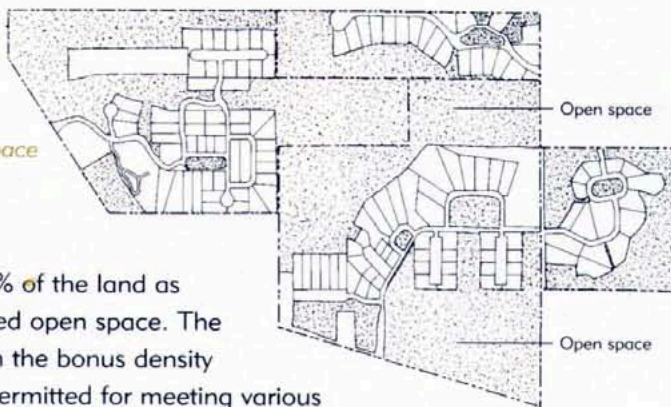 Open space
% of the land as
ed open space. The
the bonus density
ermitted for meeting various
Open space